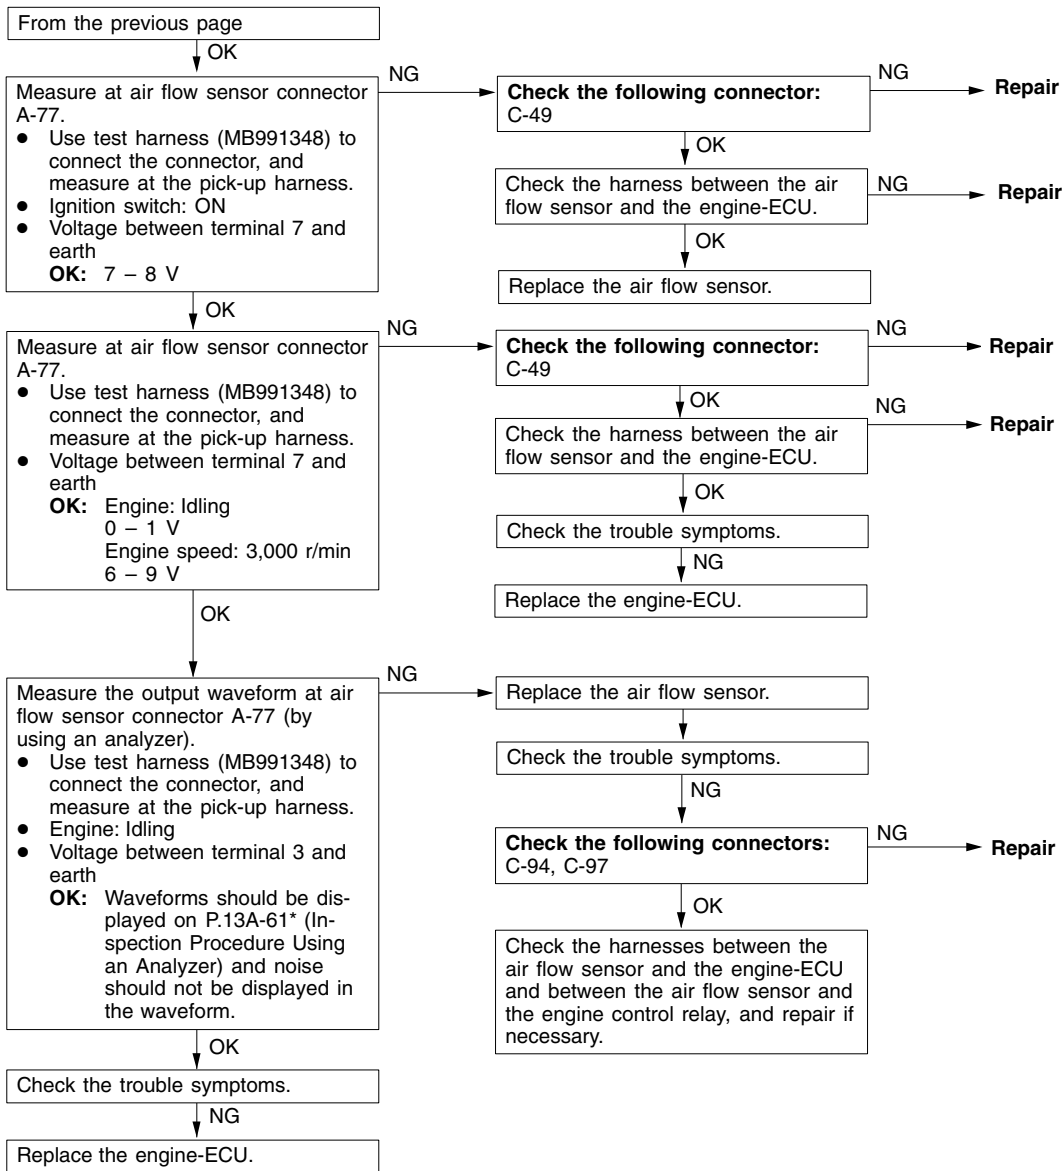 From the previous page
OK
Measure at air flow sensor connector
A-77.
● Use test harness (MB991348) to
connect the connector, and
measure at the pick-up harness.
● Ignition switch: ON
● Voltage between terminal 7 and
earth
OK: 7 – 8 V
NG
Check the following connector:
C-49
NG
Repair
OK
Check the harness between the air
flow sensor and the engine-ECU.
NG
Repair
OK
Replace the air flow sensor.
OK
Measure at air flow sensor connector
A-77.
● Use test harness (MB991348) to
connect the connector, and
measure at the pick-up harness.
● Voltage between terminal 7 and
earth
OK: Engine: Idling
0 – 1 V
Engine speed: 3,000 r/min
6 – 9 V
NG
Check the following connector:
C-49
NG
Repair
OK
Check the harness between the air
flow sensor and the engine-ECU.
NG
Repair
OK
Check the trouble symptoms.
NG
Replace the engine-ECU.
OK
Measure the output waveform at air
flow sensor connector A-77 (by
using an analyzer).
● Use test harness (MB991348) to
connect the connector, and
measure at the pick-up harness.
● Engine: Idling
● Voltage between terminal 3 and
earth
OK: Waveforms should be dis-
played on P.13A-61* (In-
spection Procedure Using
an Analyzer) and noise
should not be displayed in
the waveform.
NG
Replace the air flow sensor.
Check the trouble symptoms.
NG
Check the following connectors:
C-94, C-97
NG
Repair
OK
Check the harnesses between the
air flow sensor and the engine-ECU
and between the air flow sensor and
the engine control relay, and repair if
necessary.
OK
Check the trouble symptoms.
NG
Replace the engine-ECU.